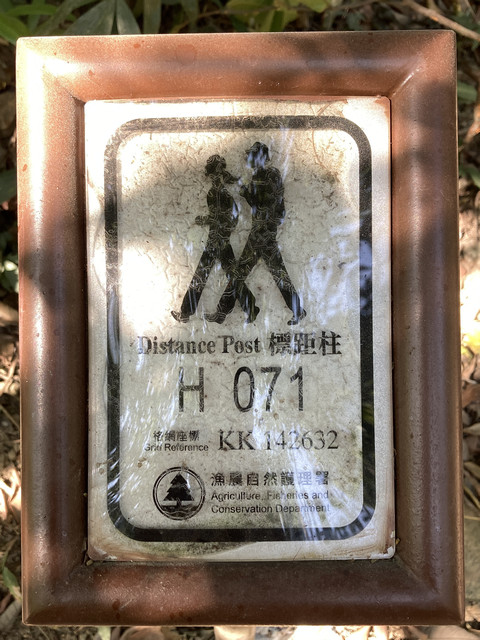 Distance Post 標距柱
H 071
格網座標
Grid Reference KK 142632
漁農自然護理署
Agriculture, Fisheries and
Conservation Department